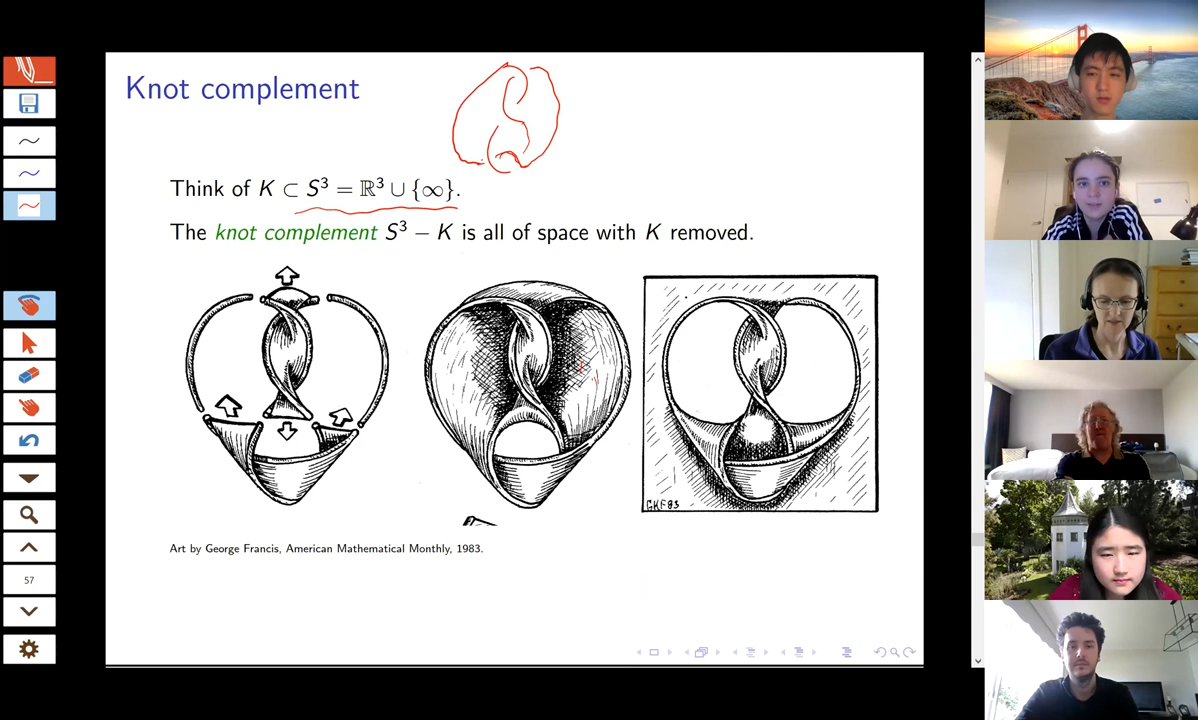 Knot complement
Think of K ⊂ S³ = ℝ³ ∪ {∞}.
The knot complement S³ − K is all of space with K removed.
GKF83
Art by George Francis, American Mathematical Monthly, 1983.
57